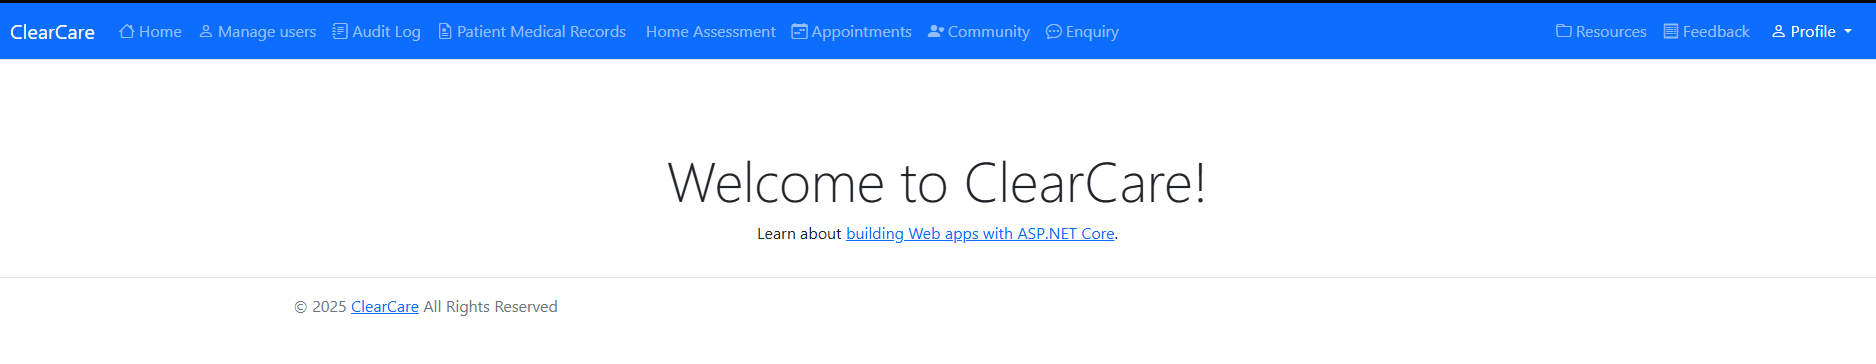 ClearCare Home Manage users Audit Log Patient Medical Records Home Assessment Appointments Community Enquiry Resources Feedback Profile
Welcome to ClearCare!
Learn about building Web apps with ASP.NET Core.
© 2025 ClearCare All Rights Reserved